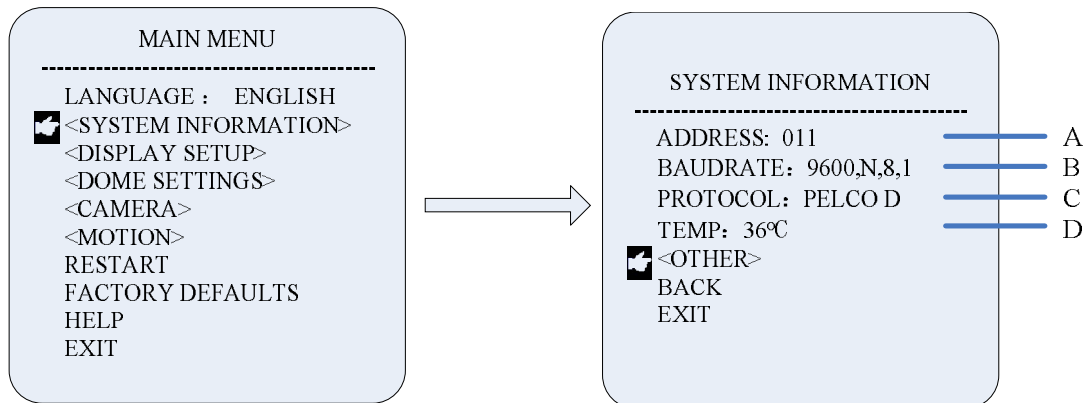 MAIN MENU
LANGUAGE： ENGLISH
<SYSTEM INFORMATION>
<DISPLAY SETUP>
<DOME SETTINGS>
<CAMERA>
<MOTION>
RESTART
FACTORY DEFAULTS
HELP
EXIT
SYSTEM INFORMATION
ADDRESS: 011 A
BAUDRATE：9600,N,8,1 B
PROTOCOL：PELCO D C
TEMP：36℃ D
<OTHER>
BACK
EXIT